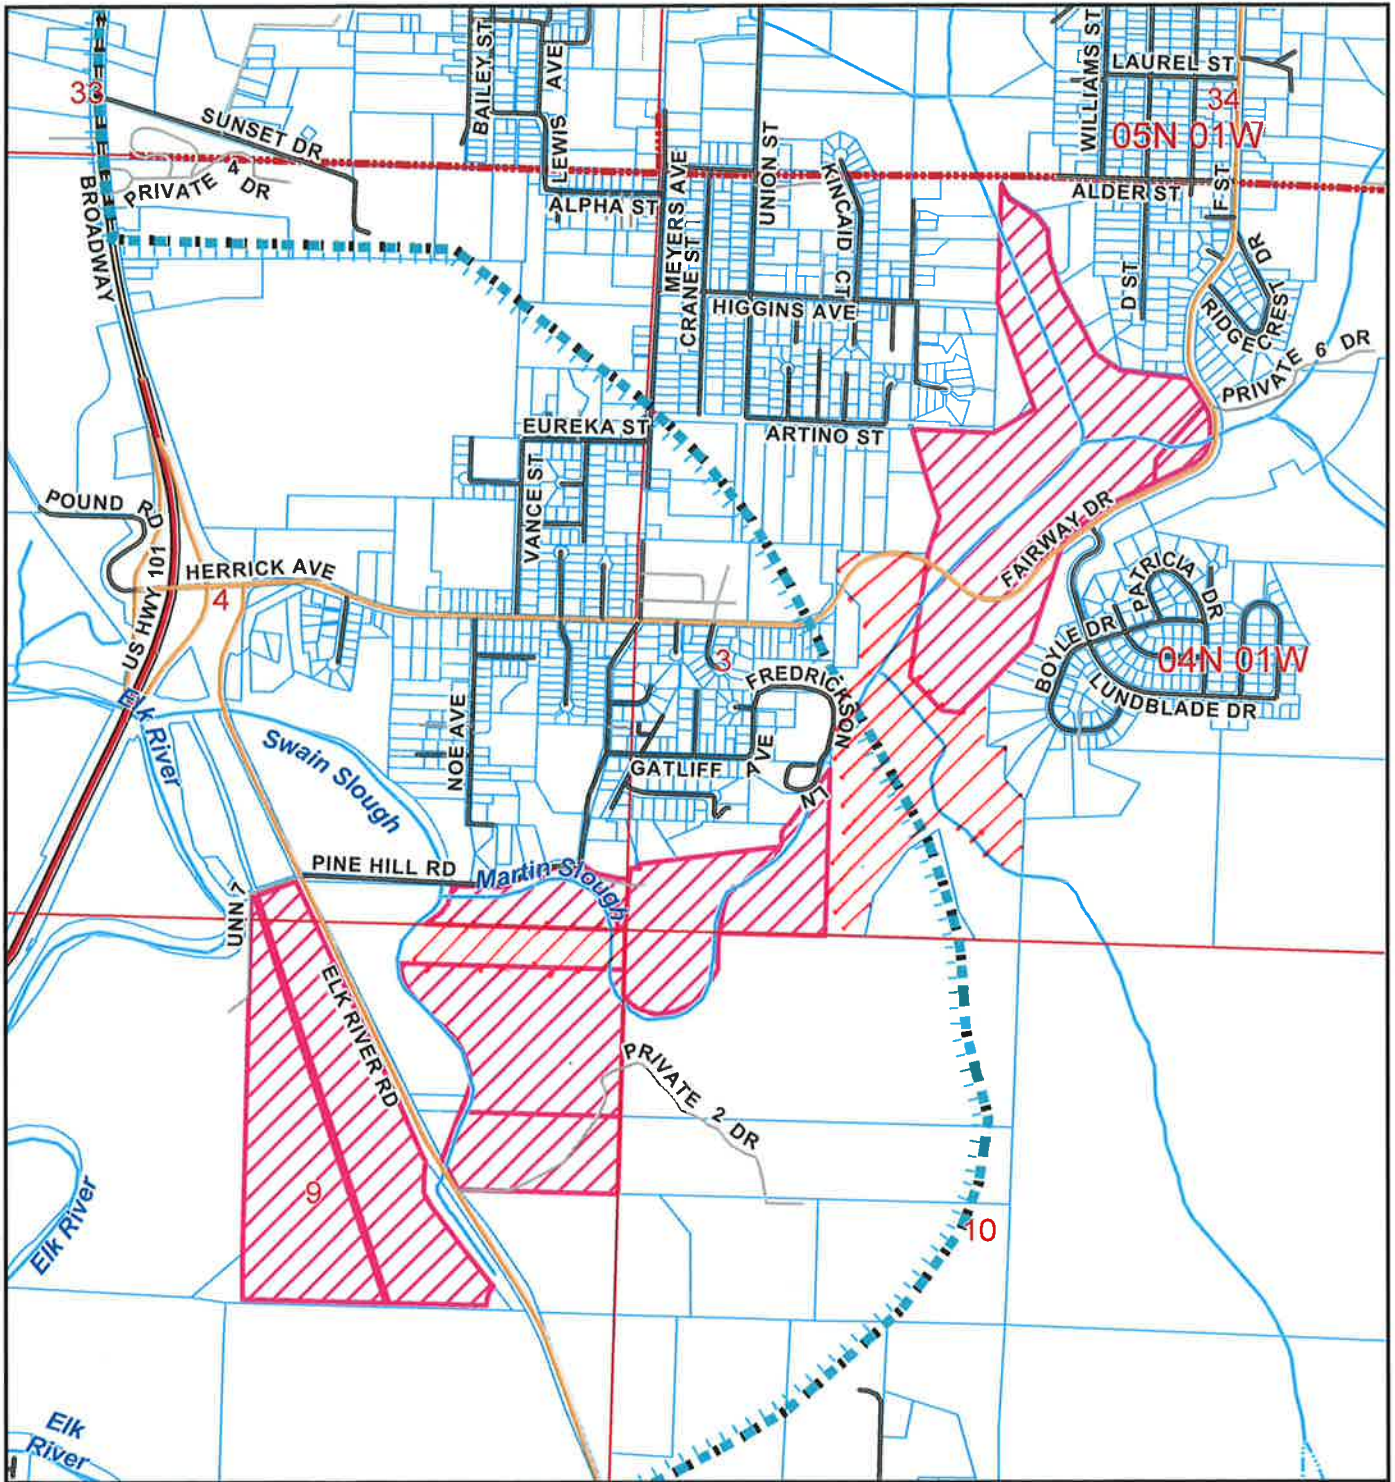 BAILEY ST
LEWIS AVE
WILLIAMS ST
LAUREL ST
33
34
SUNSET DR
05N 01W
UNION ST
KINCAID CT
PRIVATE 4 DR
BROADWAY
ALPHA ST
MEYERS AVE
CRANE ST
ALDER ST
F ST
D ST
RIDGECREST DR
HIGGINS AVE
PRIVATE 6 DR
EUREKA ST
ARTINO ST
VANCE ST
POUND RD
FAIRWAY DR
HERRICK AVE
US HWY 101
4
PATRICIA DR
BOYLE DR
3
04N 01W
FREDRICKSON LN
LUNDBLADE DR
Elk River
Swain Slough
NOE AVE
GATLIFF AVE
PINE HILL RD
Martin Slough
UNN 7
ELK RIVER RD
PRIVATE 2 DR
9
10
Elk River
Elk
River